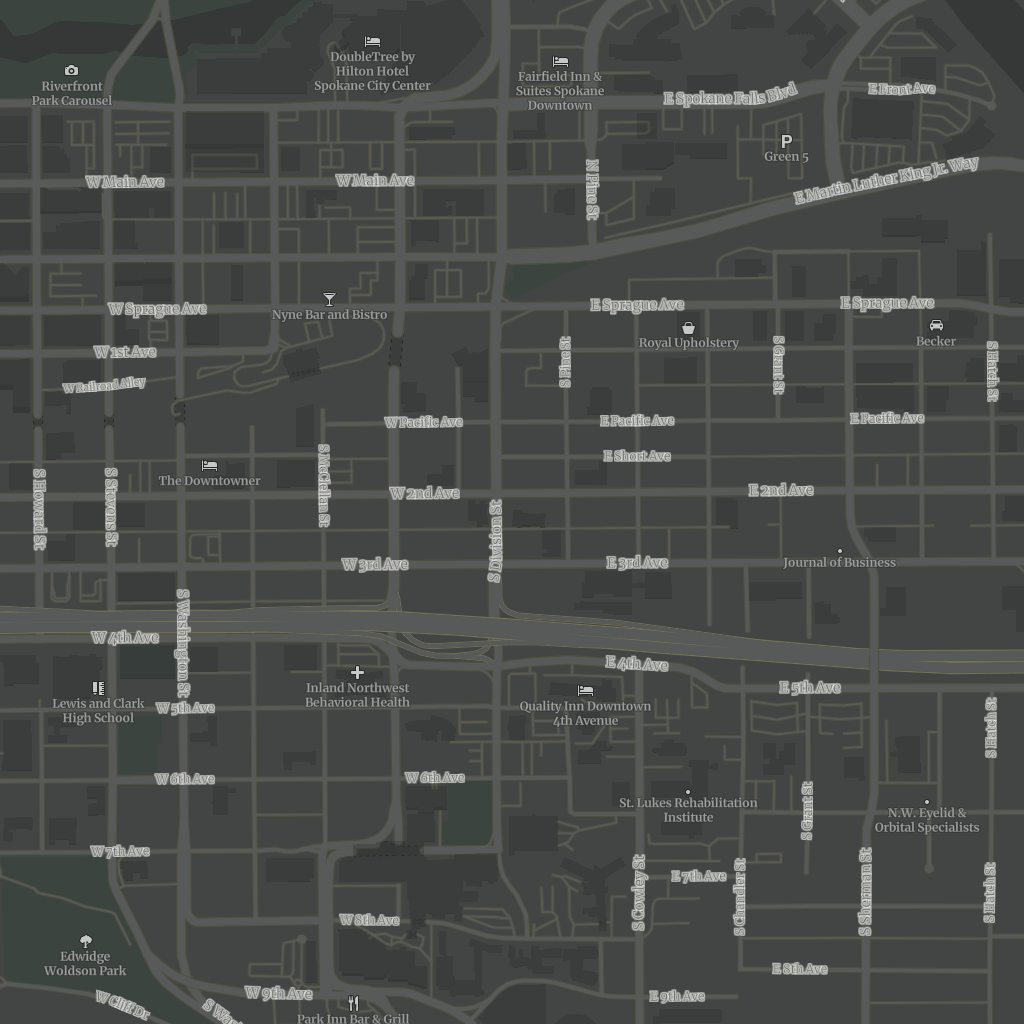 DoubleTree by
Hilton Hotel
Spokane City Center
Riverfront
Park Carousel
Fairfield Inn &
Suites Spokane
Downtown
E Spokane Falls Blvd
E Front Ave
P
Green 5
W Main Ave
W Main Ave
N Pine St
E Martin Luther King Jr. Way
W Sprague Ave
Nyne Bar and Bistro
E Sprague Ave
E Sprague Ave
Royal Upholstery
Becker
W 1st Ave
S Pine St
S Grant St
S Hatch St
W Railroad Alley
W Pacific Ave
E Pacific Ave
E Pacific Ave
E Short Ave
The Downtowner
S Howard St
S Stevens St
S McClellan St
W 2nd Ave
E 2nd Ave
S Division St
W 3rd Ave
E 3rd Ave
Journal of Business
S Washington St
W 4th Ave
E 4th Ave
Lewis and Clark
High School
Inland Northwest
Behavioral Health
E 5th Ave
W 5th Ave
Quality Inn Downtown
4th Avenue
S Hatch St
W 6th Ave
W 6th Ave
St. Lukes Rehabilitation
Institute
S Grant St
N.W. Eyelid &
Orbital Specialists
W 7th Ave
E 7th Ave
S Cowley St
S Chandler St
S Sherman St
S Hatch St
W 8th Ave
Edwidge
Woldson Park
E 8th Ave
W Cliff Dr
W 9th Ave
E 9th Ave
Park Inn Bar & Grill